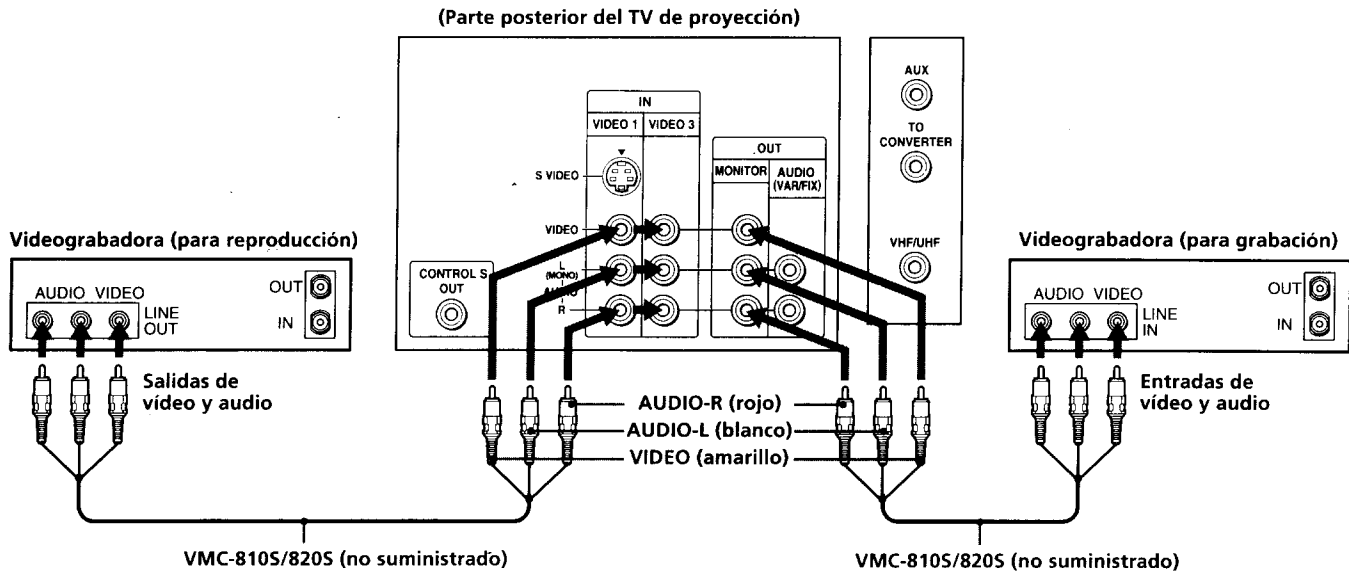 (Parte posterior del TV de proyección)
AUX
TO
CONVERTER
VHF/UHF
IN
VIDEO 1 VIDEO 3
S VIDEO
VIDEO
L
(MONO)
AUDIO
R
OUT
MONITOR AUDIO
(VAR/FIX)
CONTROL S
OUT
Videograbadora (para reproducción)
AUDIO VIDEO
LINE
OUT
OUT
IN
Salidas de
vídeo y audio
Videograbadora (para grabación)
AUDIO VIDEO
LINE
IN
OUT
IN
Entradas de
vídeo y audio
AUDIO-R (rojo)
AUDIO-L (blanco)
VIDEO (amarillo)
VMC-810S/820S (no suministrado)
VMC-810S/820S (no suministrado)